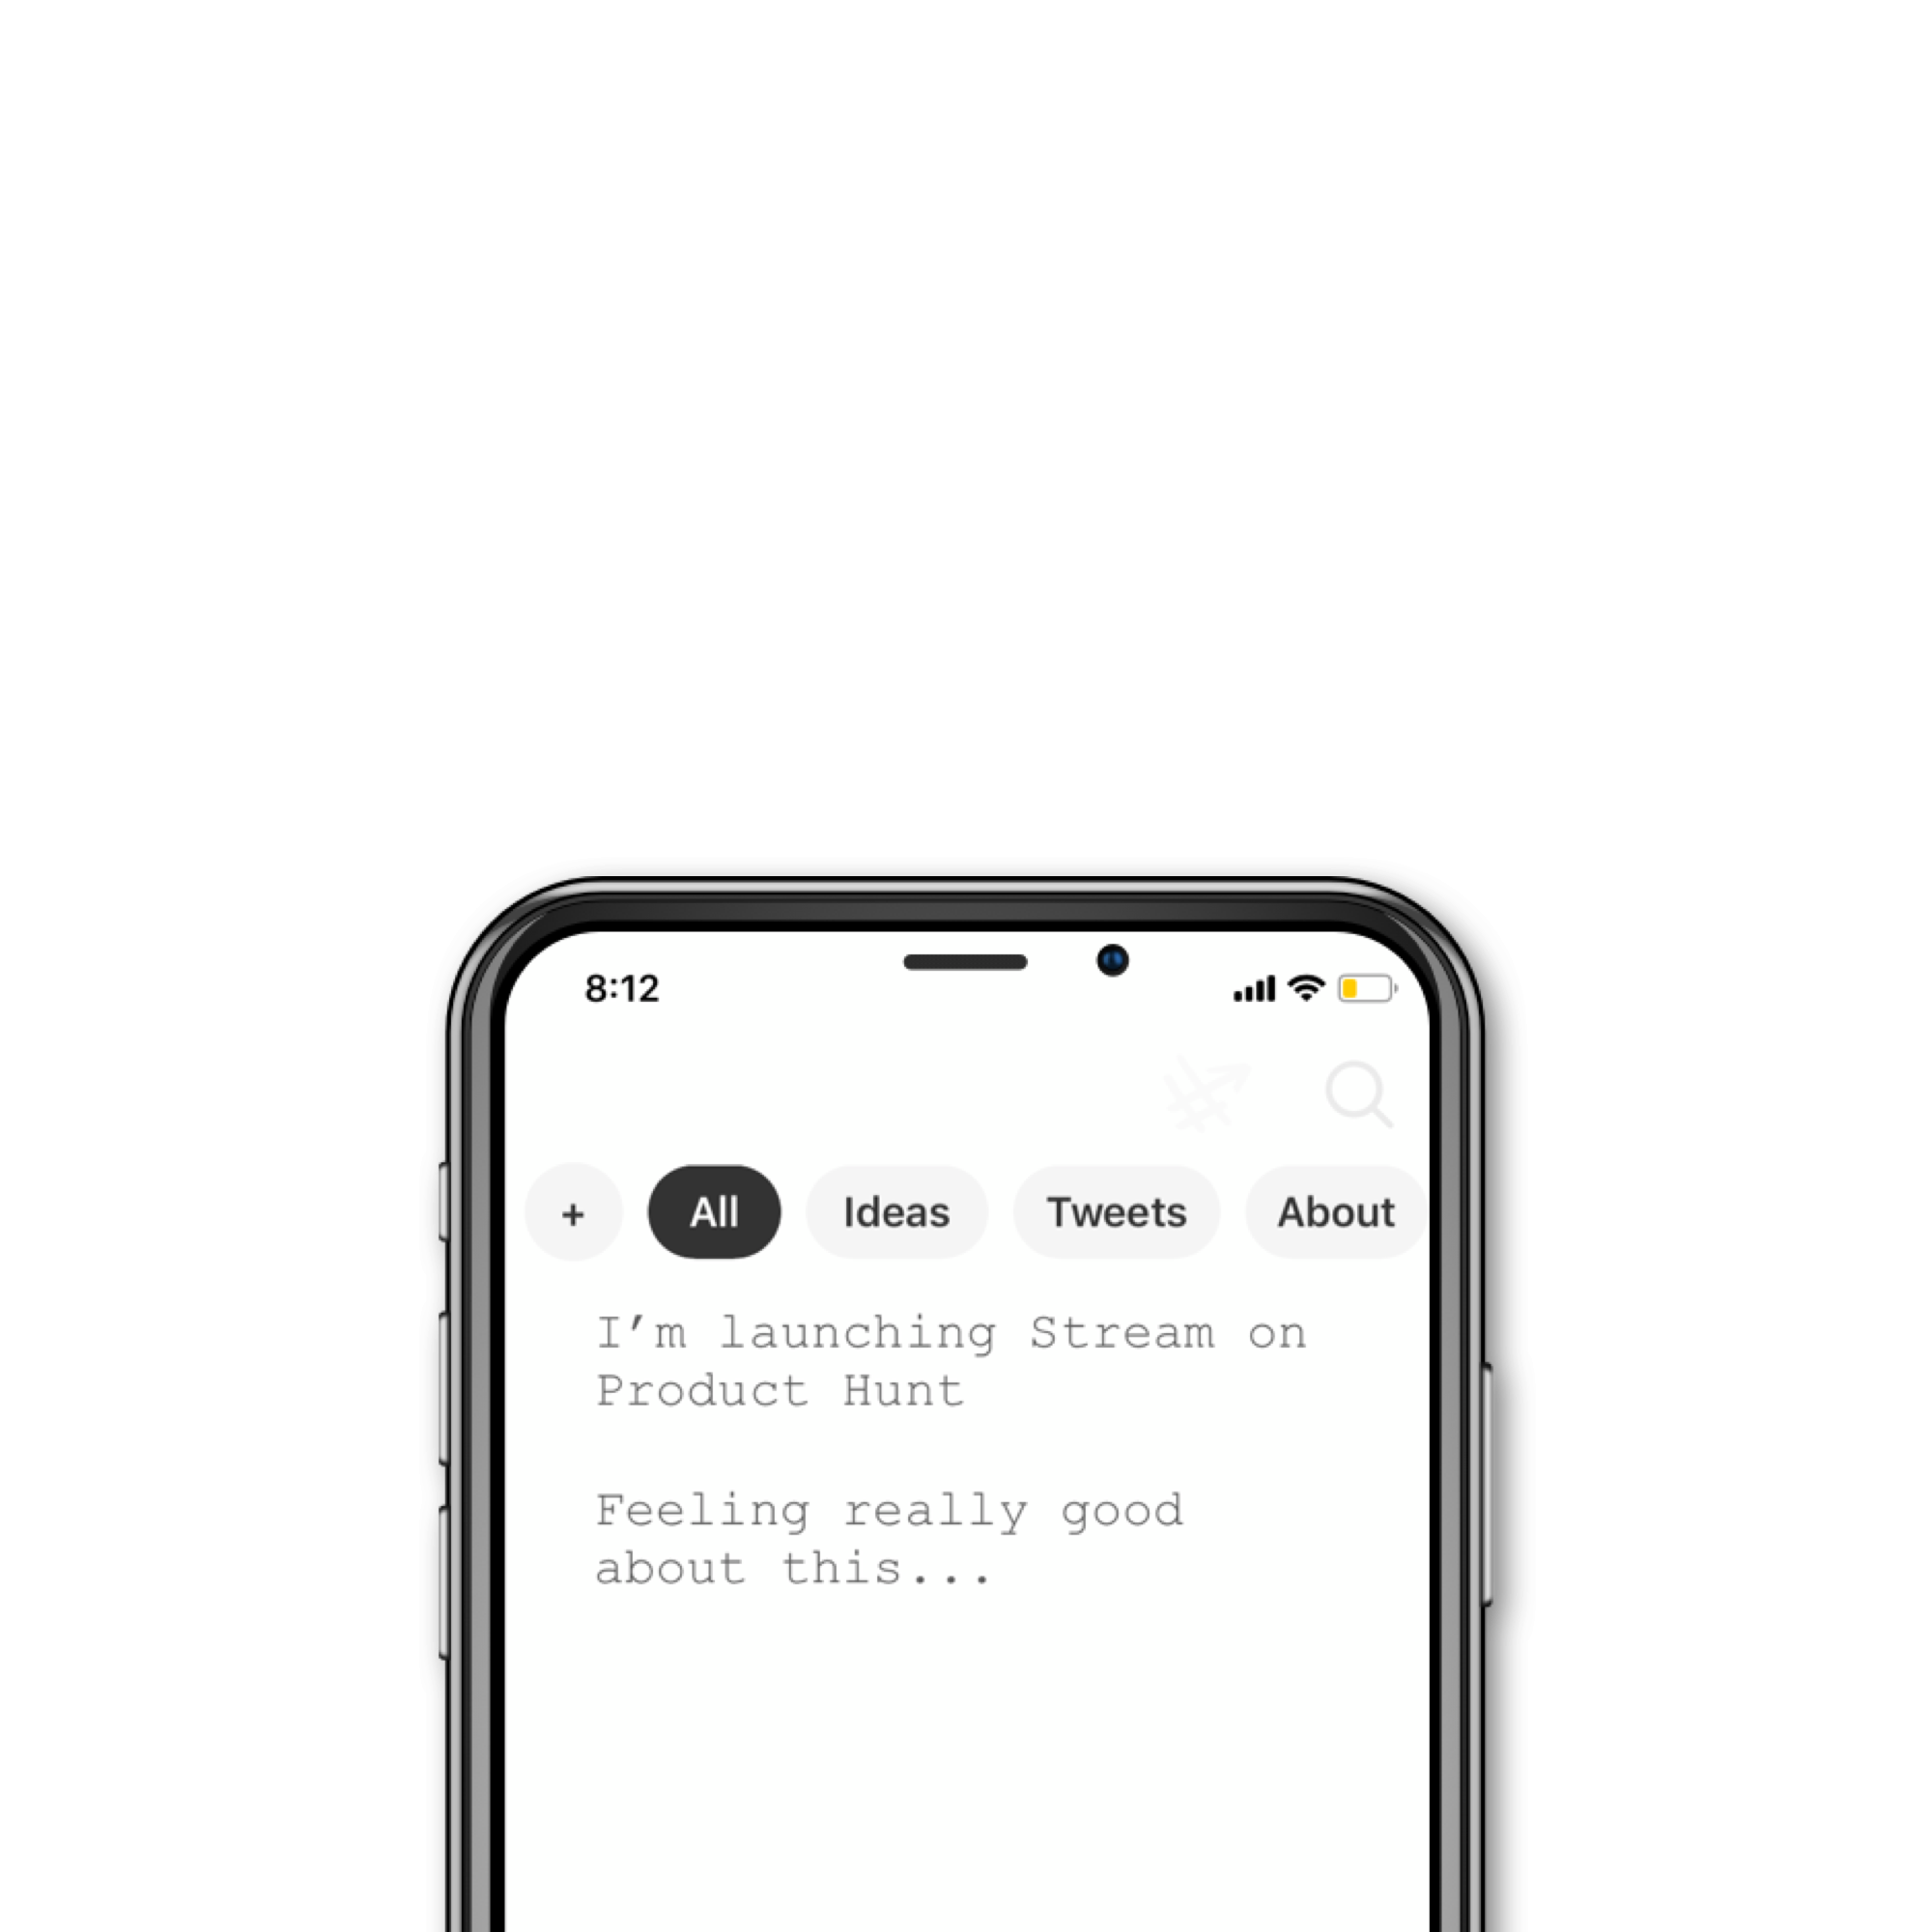 8:12
+ All Ideas Tweets About
I’m launching Stream on
Product Hunt
Feeling really good
about this...